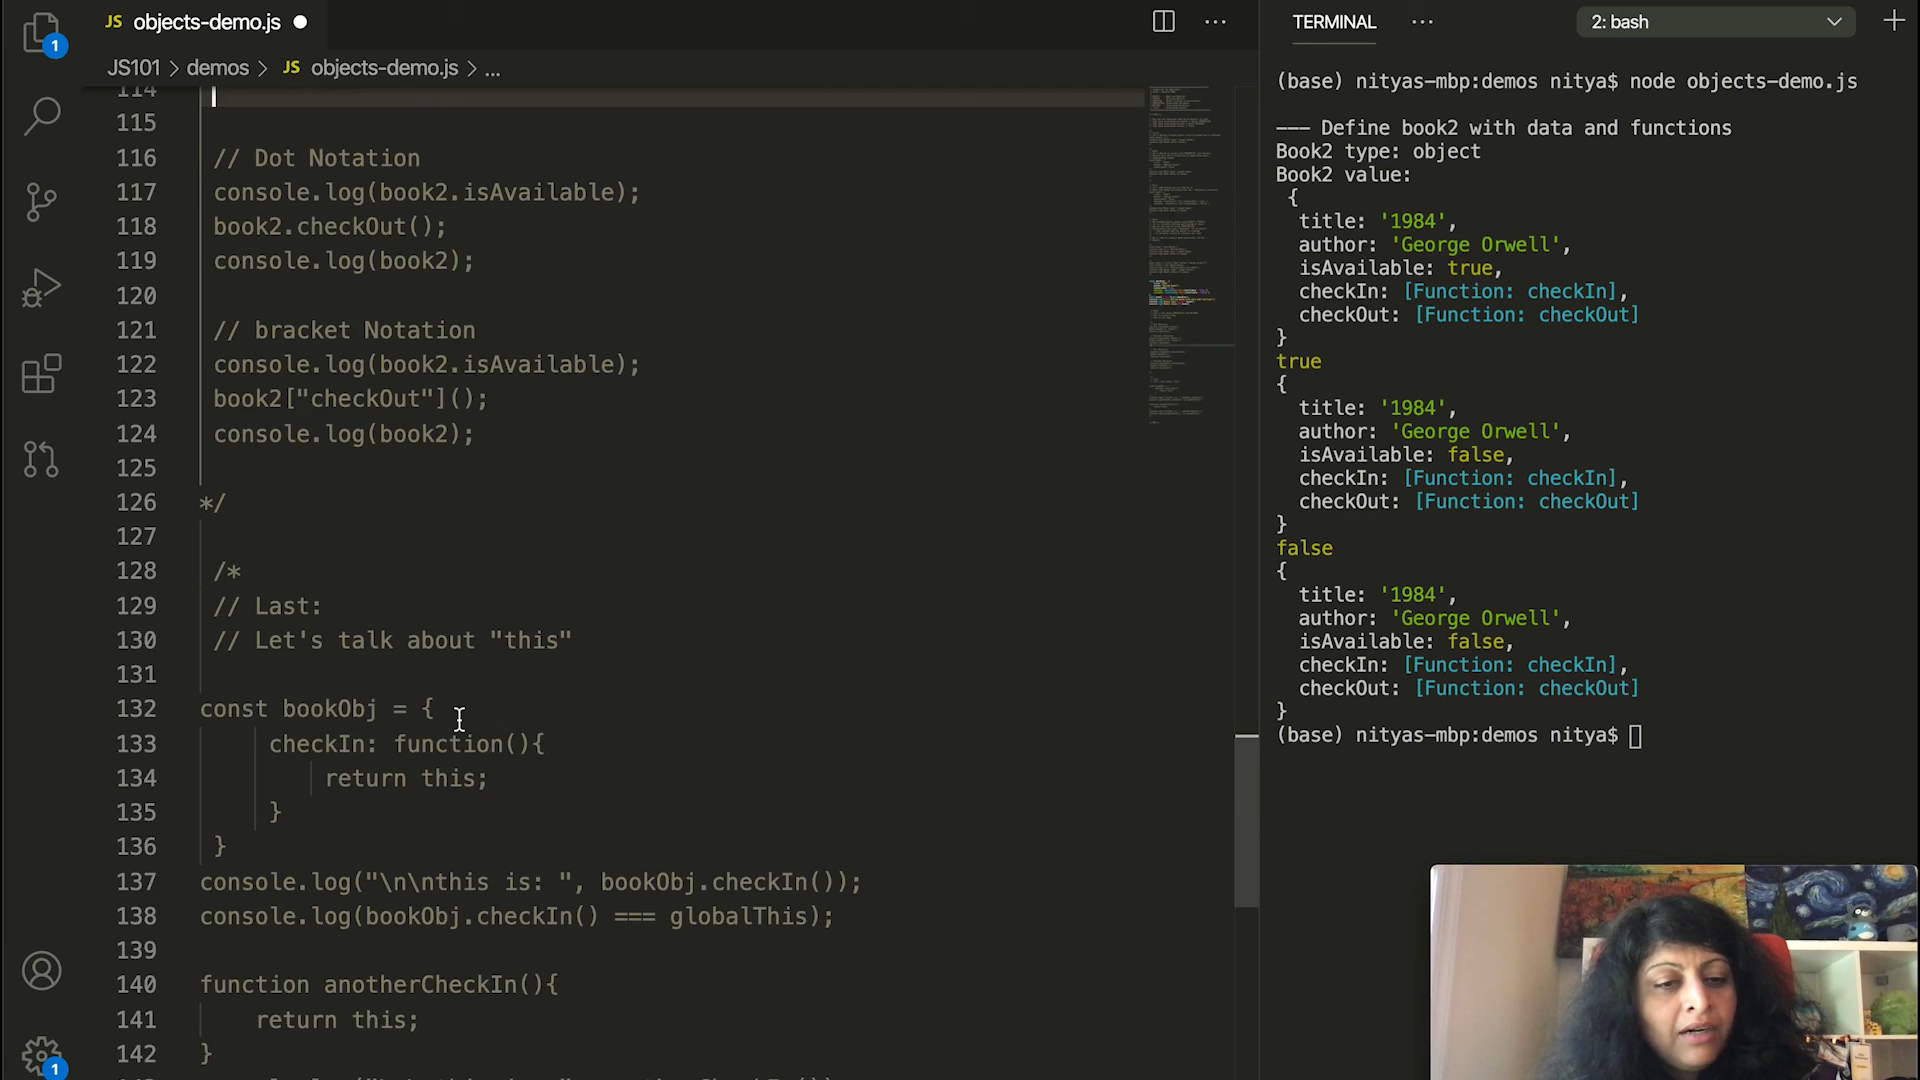 JS objects-demo.js
JS101 > demos > JS objects-demo.js > ...
114
115
116 // Dot Notation
117 console.log(book2.isAvailable);
118 book2.checkOut();
119 console.log(book2);
120
121 // bracket Notation
122 console.log(book2.isAvailable);
123 book2["checkOut"]();
124 console.log(book2);
125
126 */
127
128 /*
129 // Last:
130 // Let's talk about "this"
131
132 const bookObj = {
133 checkIn: function(){
134 return this;
135 }
136 }
137 console.log("\n\nthis is: ", bookObj.checkIn());
138 console.log(bookObj.checkIn() === globalThis);
139
140 function anotherCheckIn(){
141 return this;
142 }
1
1
TERMINAL ... 2: bash
(base) nityas-mbp:demos nitya$ node objects-demo.js
--- Define book2 with data and functions
Book2 type: object
Book2 value:
{
title: '1984',
author: 'George Orwell',
isAvailable: true,
checkIn: [Function: checkIn],
checkOut: [Function: checkOut]
}
true
{
title: '1984',
author: 'George Orwell',
isAvailable: false,
checkIn: [Function: checkIn],
checkOut: [Function: checkOut]
}
false
{
title: '1984',
author: 'George Orwell',
isAvailable: false,
checkIn: [Function: checkIn],
checkOut: [Function: checkOut]
}
(base) nityas-mbp:demos nitya$